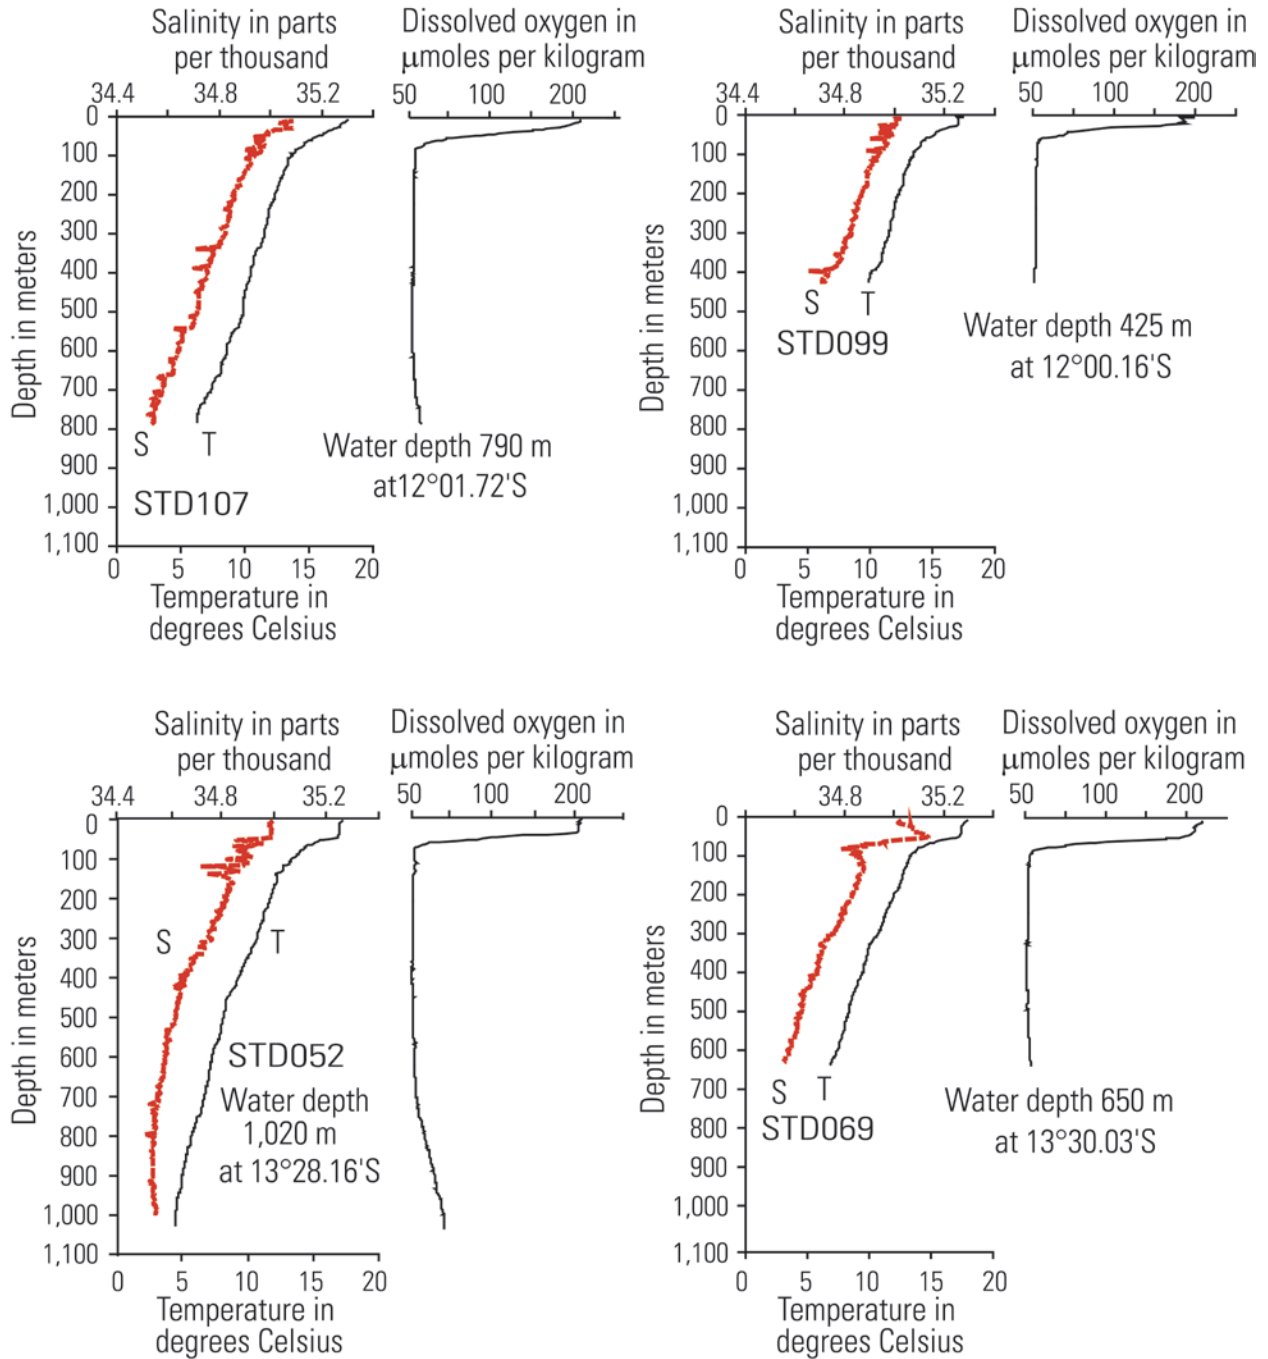 Salinity in parts
per thousand
Dissolved oxygen in
µmoles per kilogram
34.4 34.8 35.2
50 100 200
0
100
200
300
400
500
600
700
800
900
1,000
1,100
Depth in meters
S T
STD107
Water depth 790 m
at12°01.72'S
0 5 10 15 20
Temperature in
degrees Celsius
Salinity in parts
per thousand
Dissolved oxygen in
µmoles per kilogram
34.4 34.8 35.2
50 100 200
0
100
200
300
400
500
600
700
800
900
1,000
1,100
Depth in meters
S T
STD099
Water depth 425 m
at 12°00.16'S
0 5 10 15 20
Temperature in
degrees Celsius
Salinity in parts
per thousand
Dissolved oxygen in
µmoles per kilogram
34.4 34.8 35.2
50 100 200
0
100
200
300
400
500
600
700
800
900
1,000
1,100
Depth in meters
S T
STD052
Water depth
1,020 m
at 13°28.16'S
0 5 10 15 20
Temperature in
degrees Celsius
Salinity in parts
per thousand
Dissolved oxygen in
µmoles per kilogram
34.4 34.8 35.2
50 100 200
0
100
200
300
400
500
600
700
800
900
1,000
1,100
Depth in meters
S T
STD069
Water depth 650 m
at 13°30.03'S
0 5 10 15 20
Temperature in
degrees Celsius